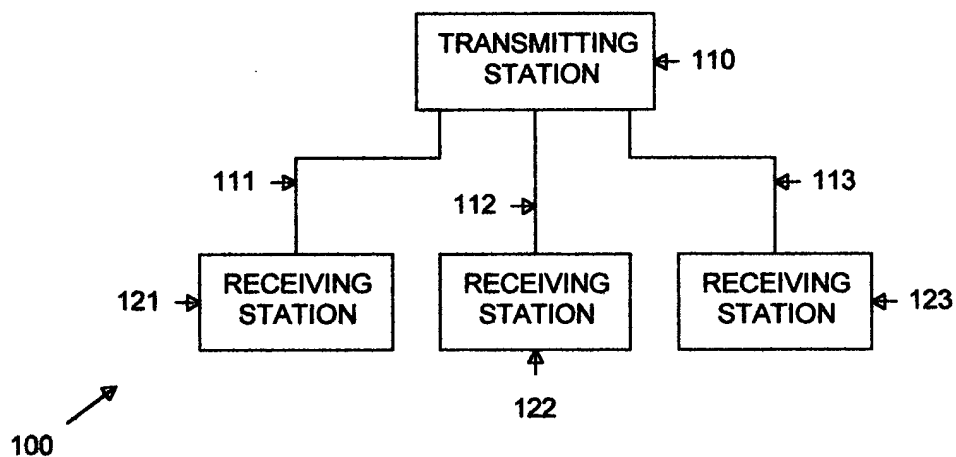 TRANSMITTING
STATION
110
111
112
113
RECEIVING
STATION
RECEIVING
STATION
RECEIVING
STATION
121
123
122
100